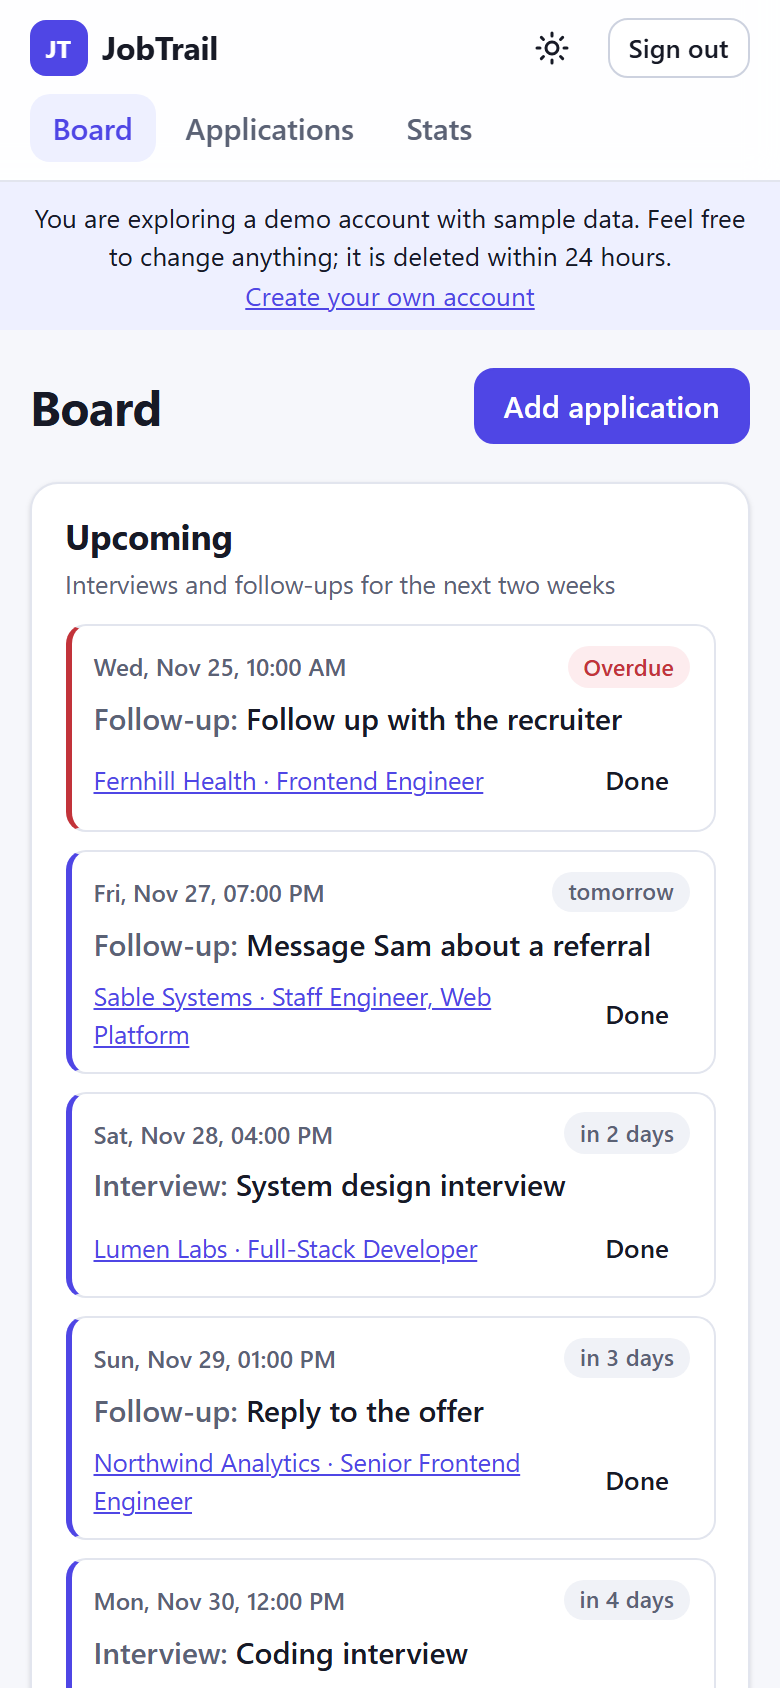 JT JobTrail
Sign out
Board Applications Stats
You are exploring a demo account with sample data. Feel free
to change anything; it is deleted within 24 hours.
Create your own account
Board
Add application
Upcoming
Interviews and follow-ups for the next two weeks
Wed, Nov 25, 10:00 AM
Overdue
Follow-up: Follow up with the recruiter
Fernhill Health · Frontend Engineer
Done
Fri, Nov 27, 07:00 PM
tomorrow
Follow-up: Message Sam about a referral
Sable Systems · Staff Engineer, Web
Platform
Done
Sat, Nov 28, 04:00 PM
in 2 days
Interview: System design interview
Lumen Labs · Full-Stack Developer
Done
Sun, Nov 29, 01:00 PM
in 3 days
Follow-up: Reply to the offer
Northwind Analytics · Senior Frontend
Engineer
Done
Mon, Nov 30, 12:00 PM
in 4 days
Interview: Coding interview